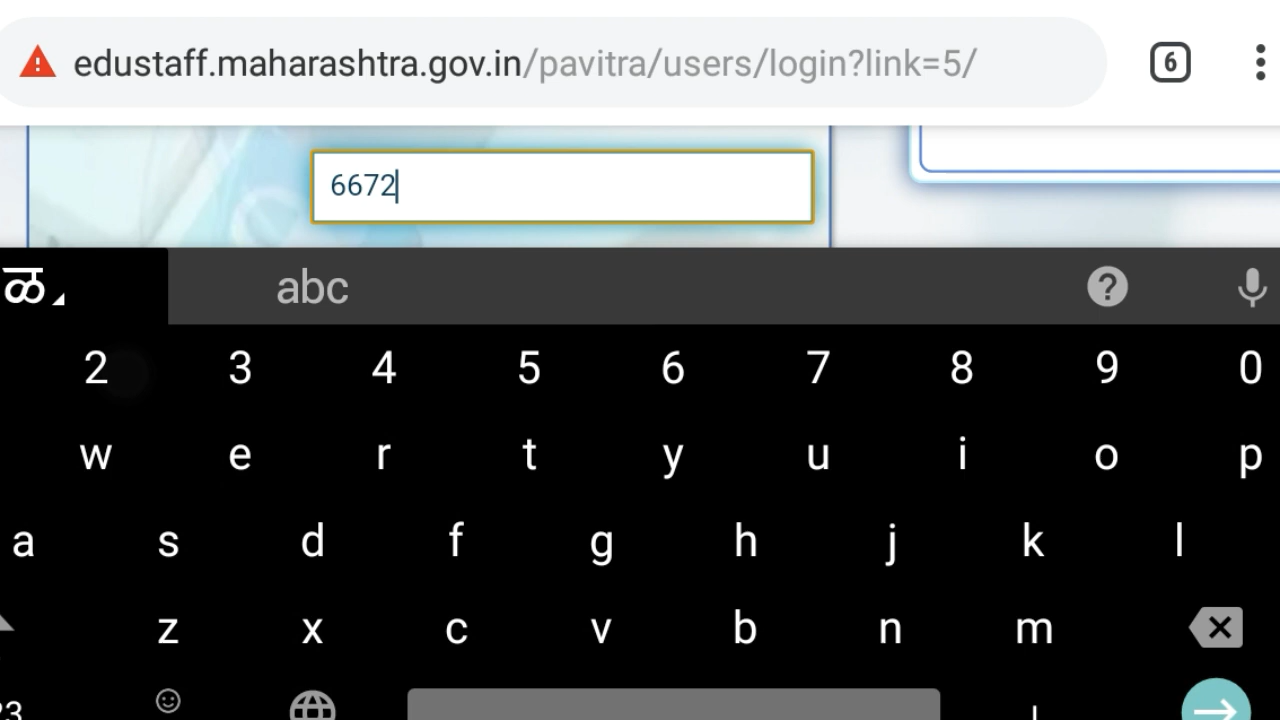 edustaff.maharashtra.gov.in/pavitra/users/login?link=5/ 6
6672
ळ abc ?
2 3 4 5 6 7 8 9 0
w e r t y u i o p
a s d f g h j k l
z x c v b n m
23